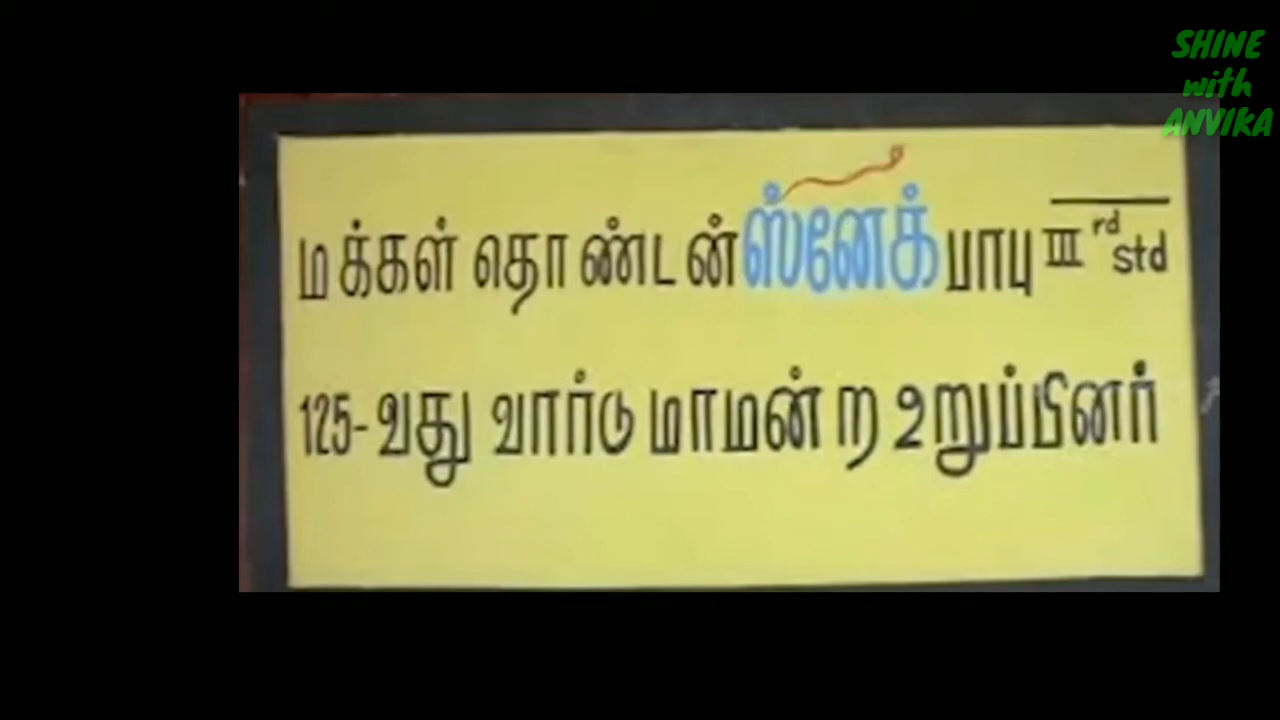 SHINE
with
ANVIKA
மக்கள் தொண்டன் ஸ்னேக் பாபு III rd std
125-வது வார்டு மாமன்ற உறுப்பினர்